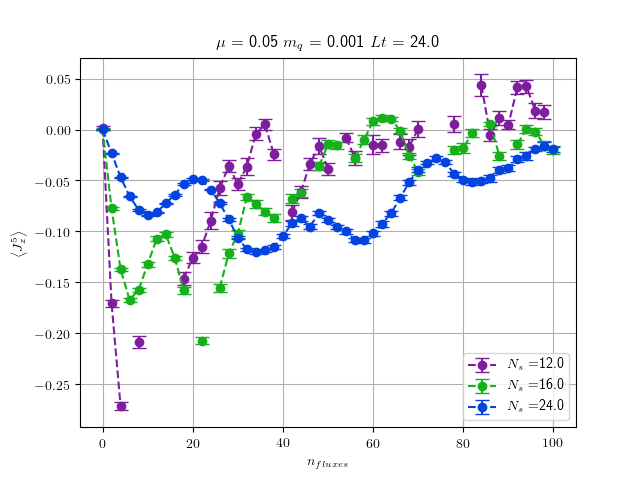 μ = 0.05 m_q = 0.001 Lt = 24.0
⟨J_z^5⟩
0.05
0.00
−0.05
−0.10
−0.15
−0.20
−0.25
0 20 40 60 80 100
n_{fluxes}
N_s =12.0
N_s =16.0
N_s =24.0